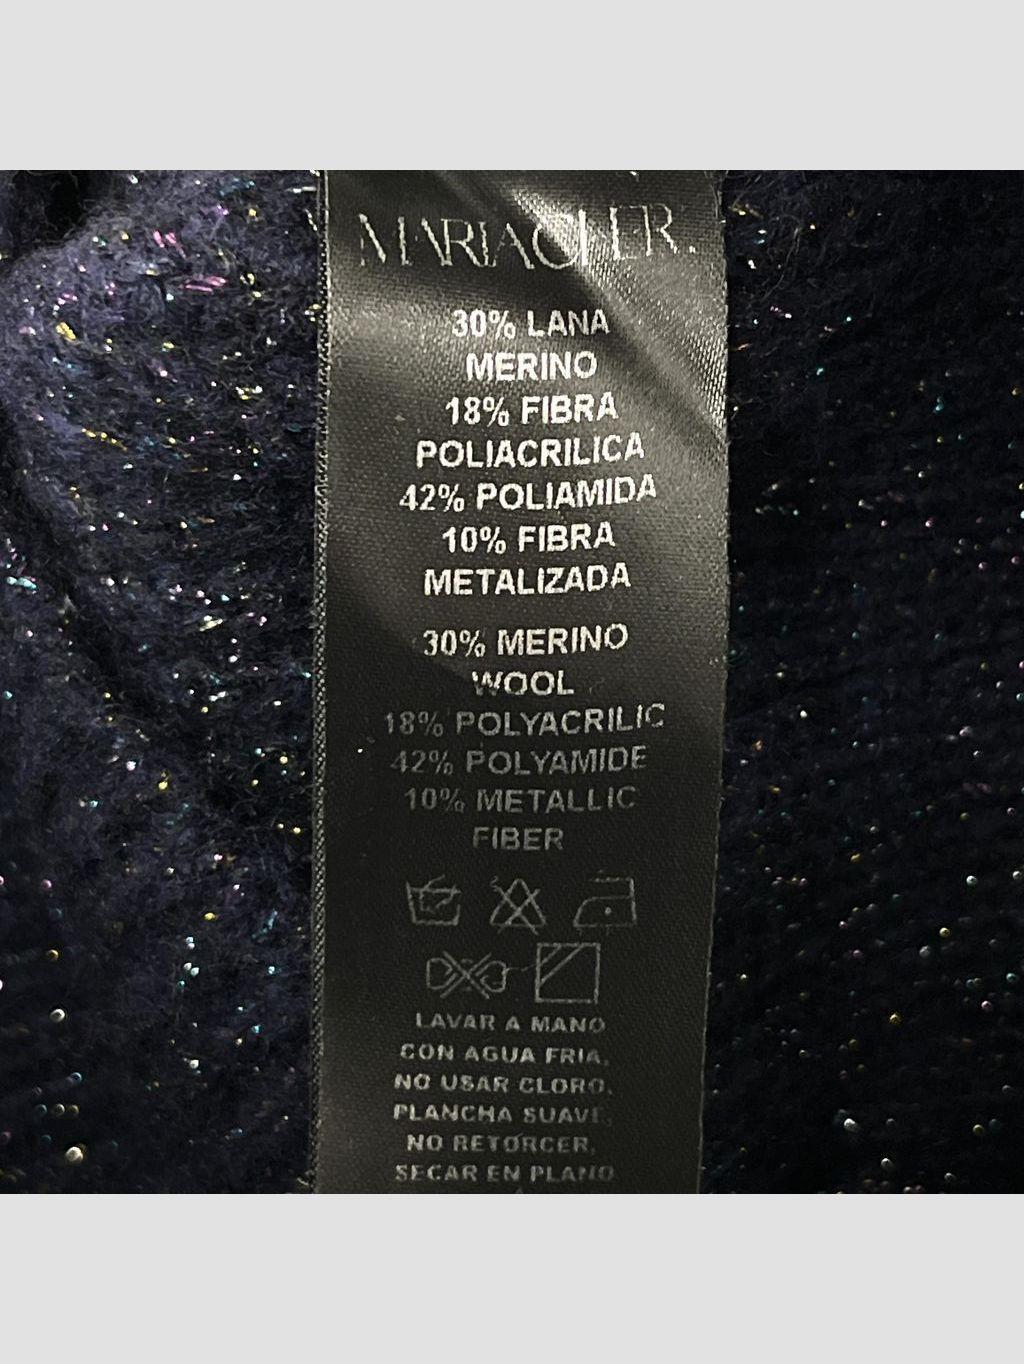 MARIACHER.
30% LANA
MERINO
18% FIBRA
POLIACRILICA
42% POLIAMIDA
10% FIBRA
METALIZADA
30% MERINO
WOOL
18% POLYACRILIC
42% POLYAMIDE
10% METALLIC
FIBER
LAVAR A MANO
CON AGUA FRIA,
NO USAR CLORO,
PLANCHA SUAVE,
NO RETORCER,
SECAR EN PLANO